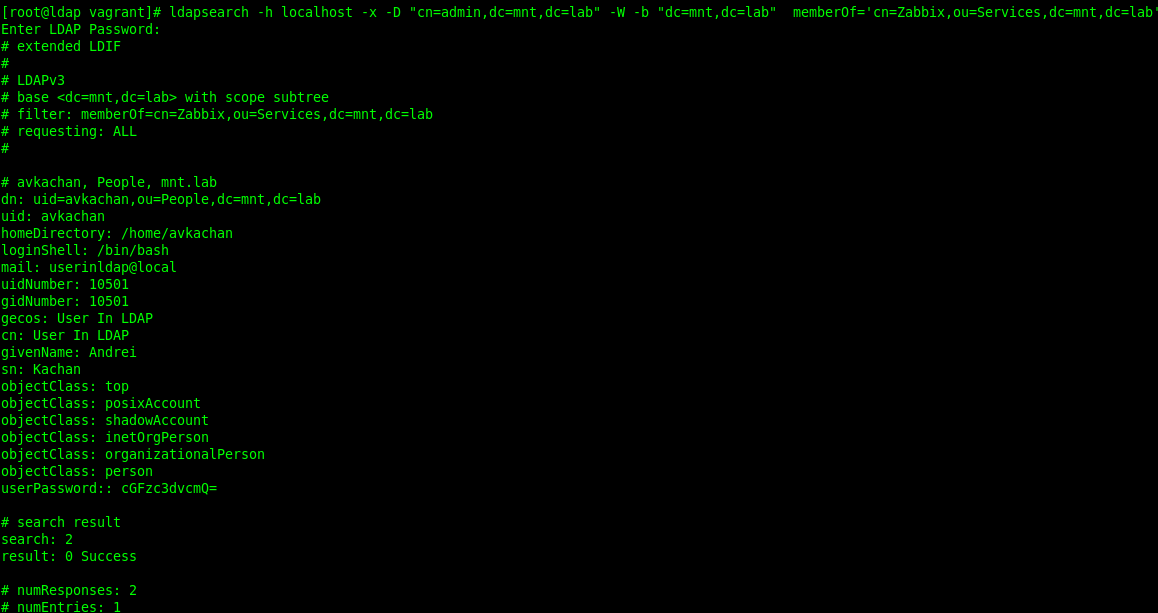 [root@ldap vagrant]# ldapsearch -h localhost -x -D "cn=admin,dc=mnt,dc=lab" -W -b "dc=mnt,dc=lab"  memberOf='cn=Zabbix,ou=Services,dc=mnt,dc=lab'
Enter LDAP Password:
# extended LDIF
#
# LDAPv3
# base <dc=mnt,dc=lab> with scope subtree
# filter: memberOf=cn=Zabbix,ou=Services,dc=mnt,dc=lab
# requesting: ALL
#
# avkachan, People, mnt.lab
dn: uid=avkachan,ou=People,dc=mnt,dc=lab
uid: avkachan
homeDirectory: /home/avkachan
loginShell: /bin/bash
mail: userinldap@local
uidNumber: 10501
gidNumber: 10501
gecos: User In LDAP
cn: User In LDAP
givenName: Andrei
sn: Kachan
objectClass: top
objectClass: posixAccount
objectClass: shadowAccount
objectClass: inetOrgPerson
objectClass: organizationalPerson
objectClass: person
userPassword:: cGFzc3dvcmQ=
# search result
search: 2
result: 0 Success
# numResponses: 2
# numEntries: 1